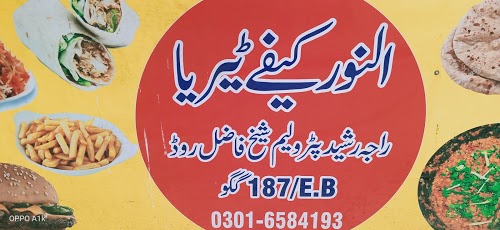 النور کیفے ٹیریا
راجہ رشید پٹرولیم شیخ فاضل روڈ
187/E.B گگو
0301-6584193
OPPO A1k